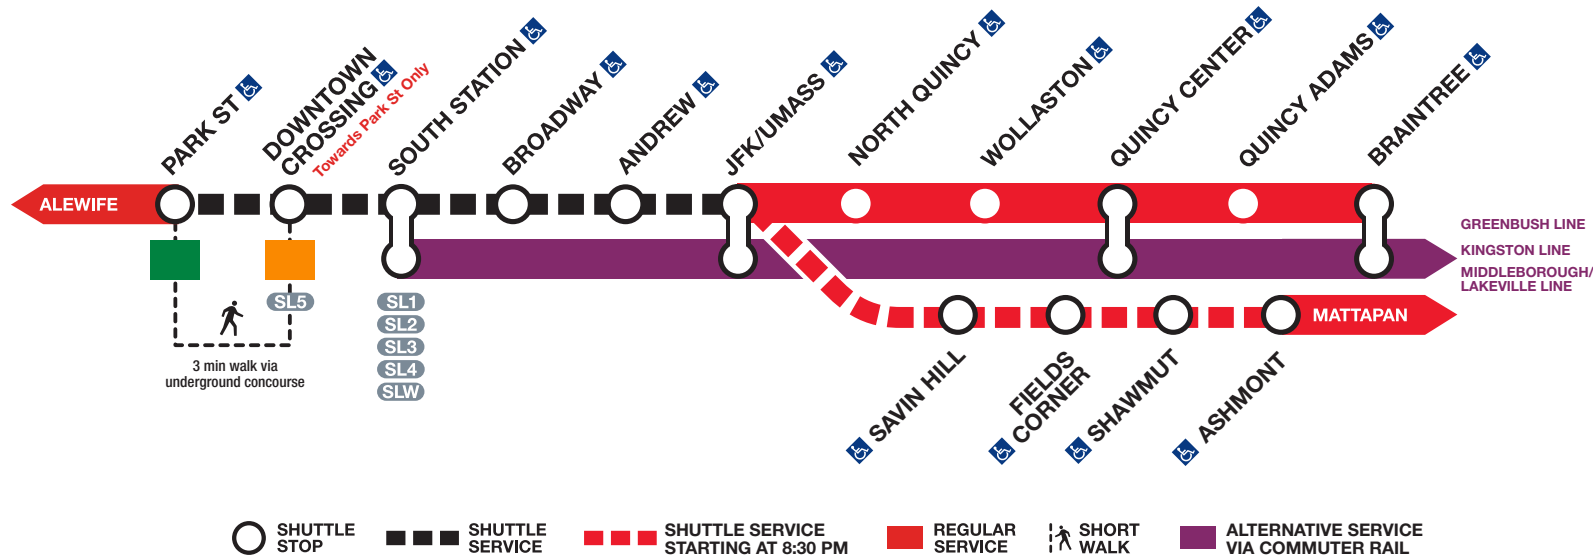 PARK ST
DOWNTOWN
CROSSING
Towards Park St Only
SOUTH STATION
BROADWAY
ANDREW
JFK/UMASS
NORTH QUINCY
WOLLASTON
QUINCY CENTER
QUINCY ADAMS
BRAINTREE
ALEWIFE
GREENBUSH LINE
KINGSTON LINE
MIDDLEBOROUGH/
LAKEVILLE LINE
SL5
SL1
SL2
SL3
SL4
SLW
MATTAPAN
3 min walk via
underground concourse
SAVIN HILL
FIELDS
CORNER
SHAWMUT
ASHMONT
SHUTTLE
STOP
SHUTTLE
SERVICE
SHUTTLE SERVICE
STARTING AT 8:30 PM
REGULAR
SERVICE
SHORT
WALK
ALTERNATIVE SERVICE
VIA COMMUTER RAIL